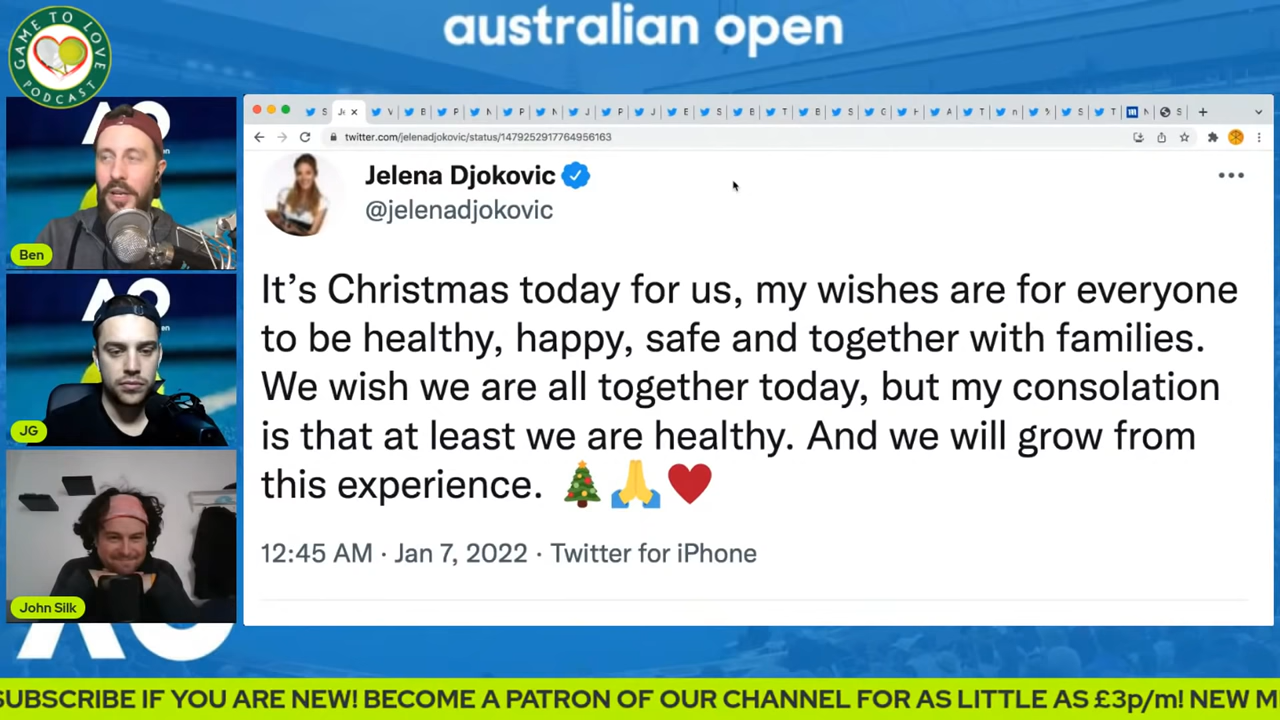 australian open
GAME TO LOVE
PODCAST
twitter.com/jelenadjokovic/status/1479252917764956163
Jelena Djokovic
@jelenadjokovic
It’s Christmas today for us, my wishes are for everyone
to be healthy, happy, safe and together with families.
We wish we are all together today, but my consolation
is that at least we are healthy. And we will grow from
this experience. 🎄🙏❤️
12:45 AM · Jan 7, 2022 · Twitter for iPhone
Ben
JG
John Silk
SUBSCRIBE IF YOU ARE NEW! BECOME A PATRON OF OUR CHANNEL FOR AS LITTLE AS £3p/m! NEW M